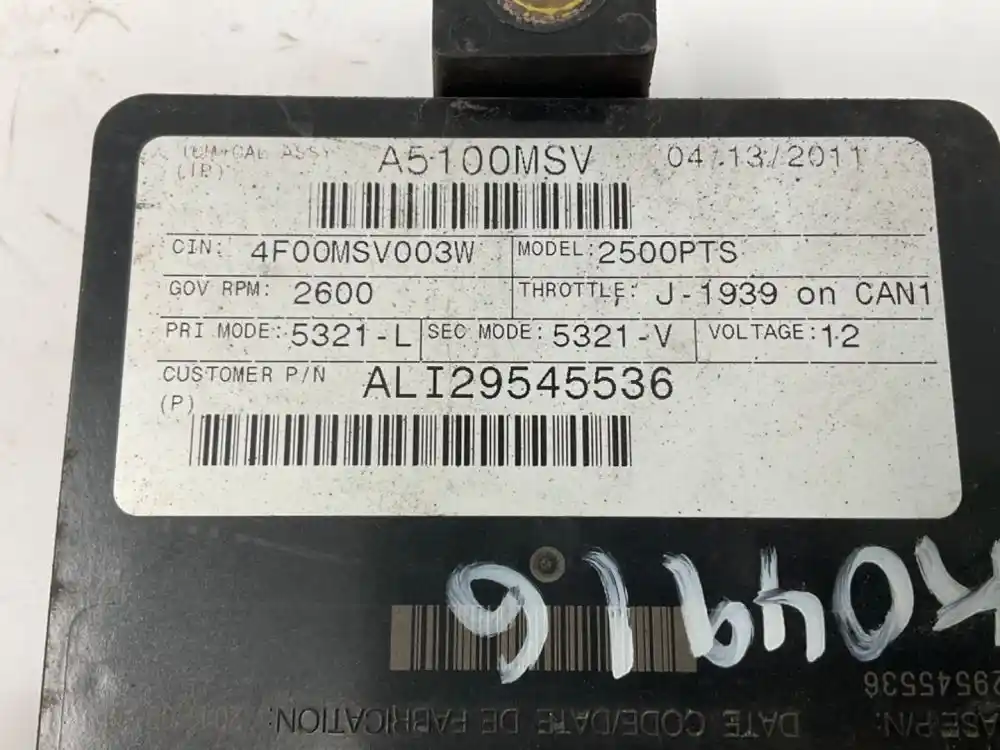 A5100MSV 04/13/2011
CIN: 4F00MSV003W MODEL: 2500PTS
GOV RPM: 2600 THROTTLE: J-1939 on CAN1
PRI MODE: 5321-L SEC MODE: 5321-V VOLTAGE: 12
CUSTOMER P/N ALI29545536
(P)
29545536
DATE CODE/DATE DE FABRICATION: